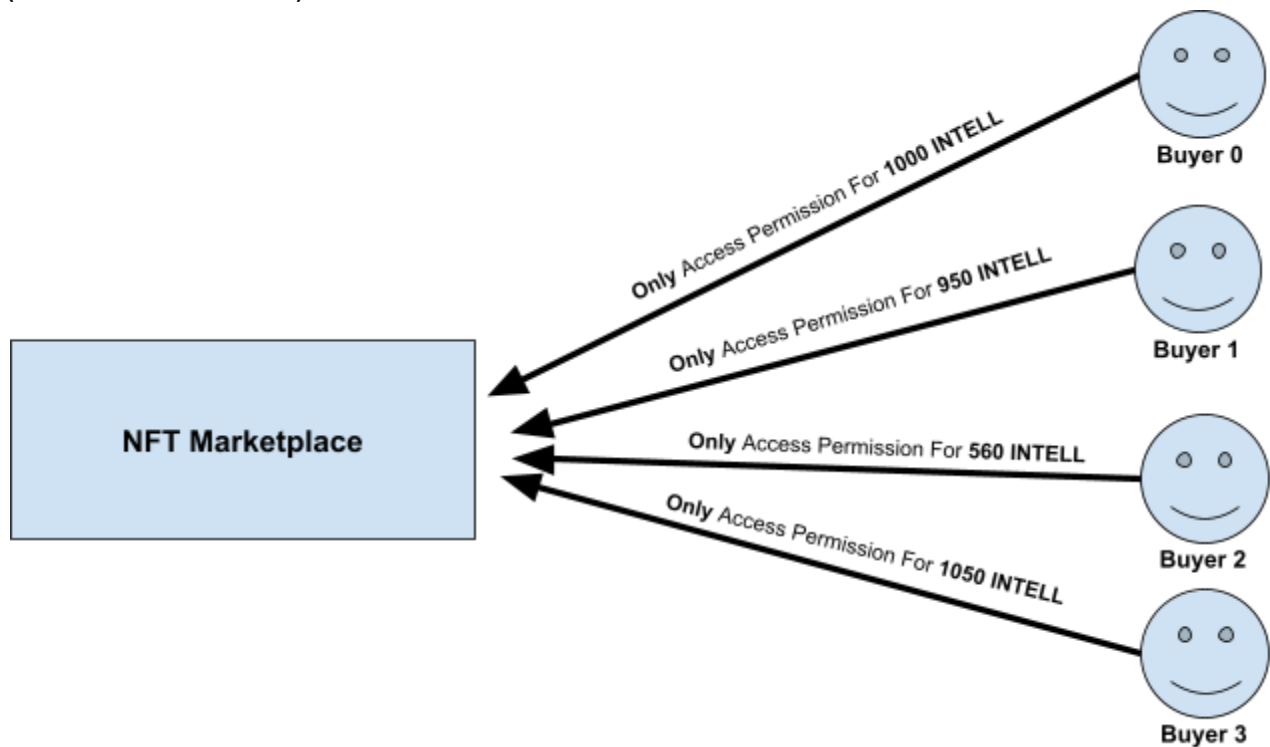 Only Access Permission For 1000 INTELL
Buyer 0
Only Access Permission For 950 INTELL
Buyer 1
NFT Marketplace
Only Access Permission For 560 INTELL
Buyer 2
Only Access Permission For 1050 INTELL
Buyer 3